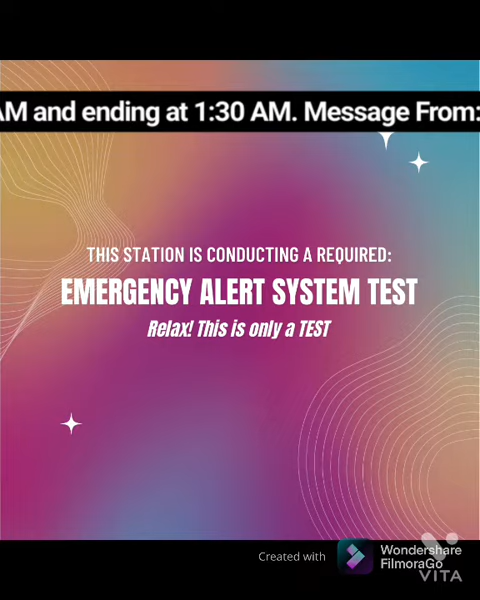 AM and ending at 1:30 AM. Message From:
THIS STATION IS CONDUCTING A REQUIRED:
EMERGENCY ALERT SYSTEM TEST
Relax! This is only a TEST
Created with
Wondershare
FilmoraGo
VITA